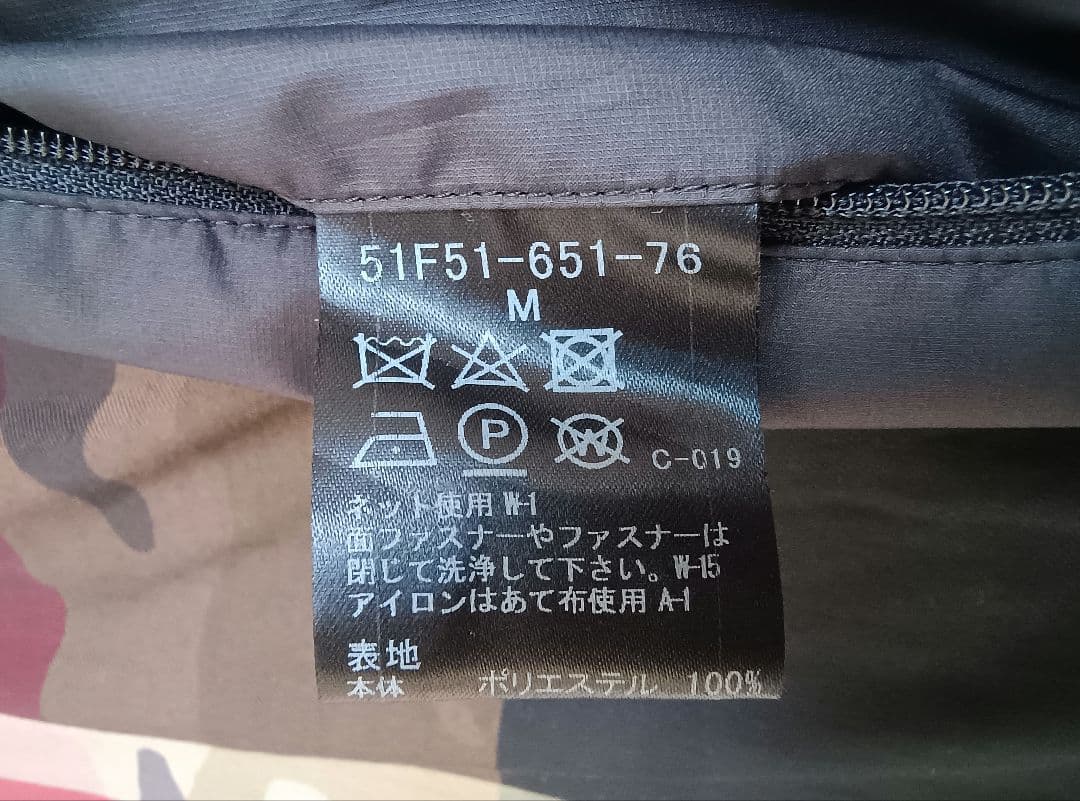 51F51-651-76
M
P W C-019
ネット使用 W-1
面ファスナーやファスナーは
閉じて洗浄して下さい。W-15
アイロンはあて布使用 A-1
表地
本体 ポリエステル 100%